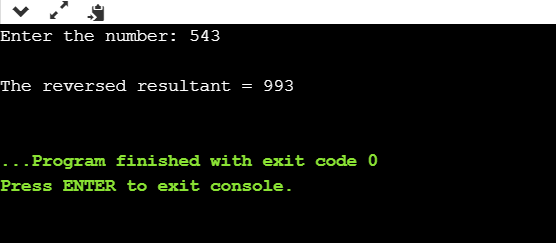 Enter the number: 543
The reversed resultant = 993
...Program finished with exit code 0
Press ENTER to exit console.